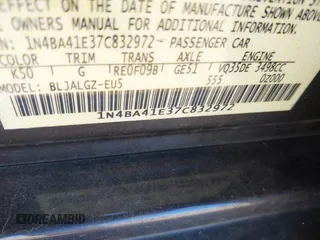 EFFECT ON THE DATE OF MANUFACTURE SHOWN
OWNERS MANUAL FOR ADDITIONAL INFORMATION
1N4BA41E37C832972- PASSENGER CAR
COLOR TRIM TRANS AXLE ENGINE
K50 G RE0F09B GE51 VQ35DE 3498CC
MODEL: BLJALGZ-EU5 555 02000
1N4BA41E37C832972
DREAMBID